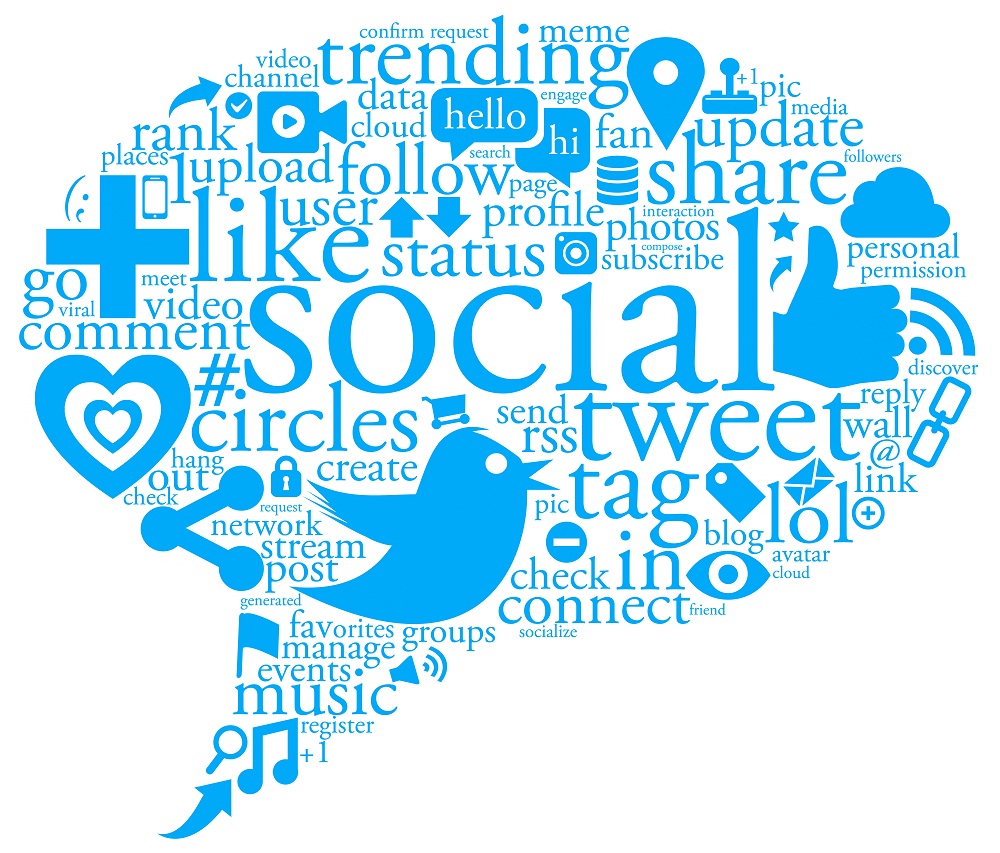 confirm request
meme
trending
video
channel
+1
pic
data
engage
media
hello
rank
cloud
hi
fan
update
places
search
followers
upload
follow
page
share
:)
user
profile
interaction
photos
like
status
compose
subscribe
personal
permission
go
meet
viral
video
social
comment
discover
#
circles
send
tweet
reply
rss
wall
@
hang
out
create
tag
link
check
request
pic
lol
network
blog
stream
in
avatar
post
check
cloud
generated
connect
friend
favorites
groups
socialize
manage
events
music
register
+1